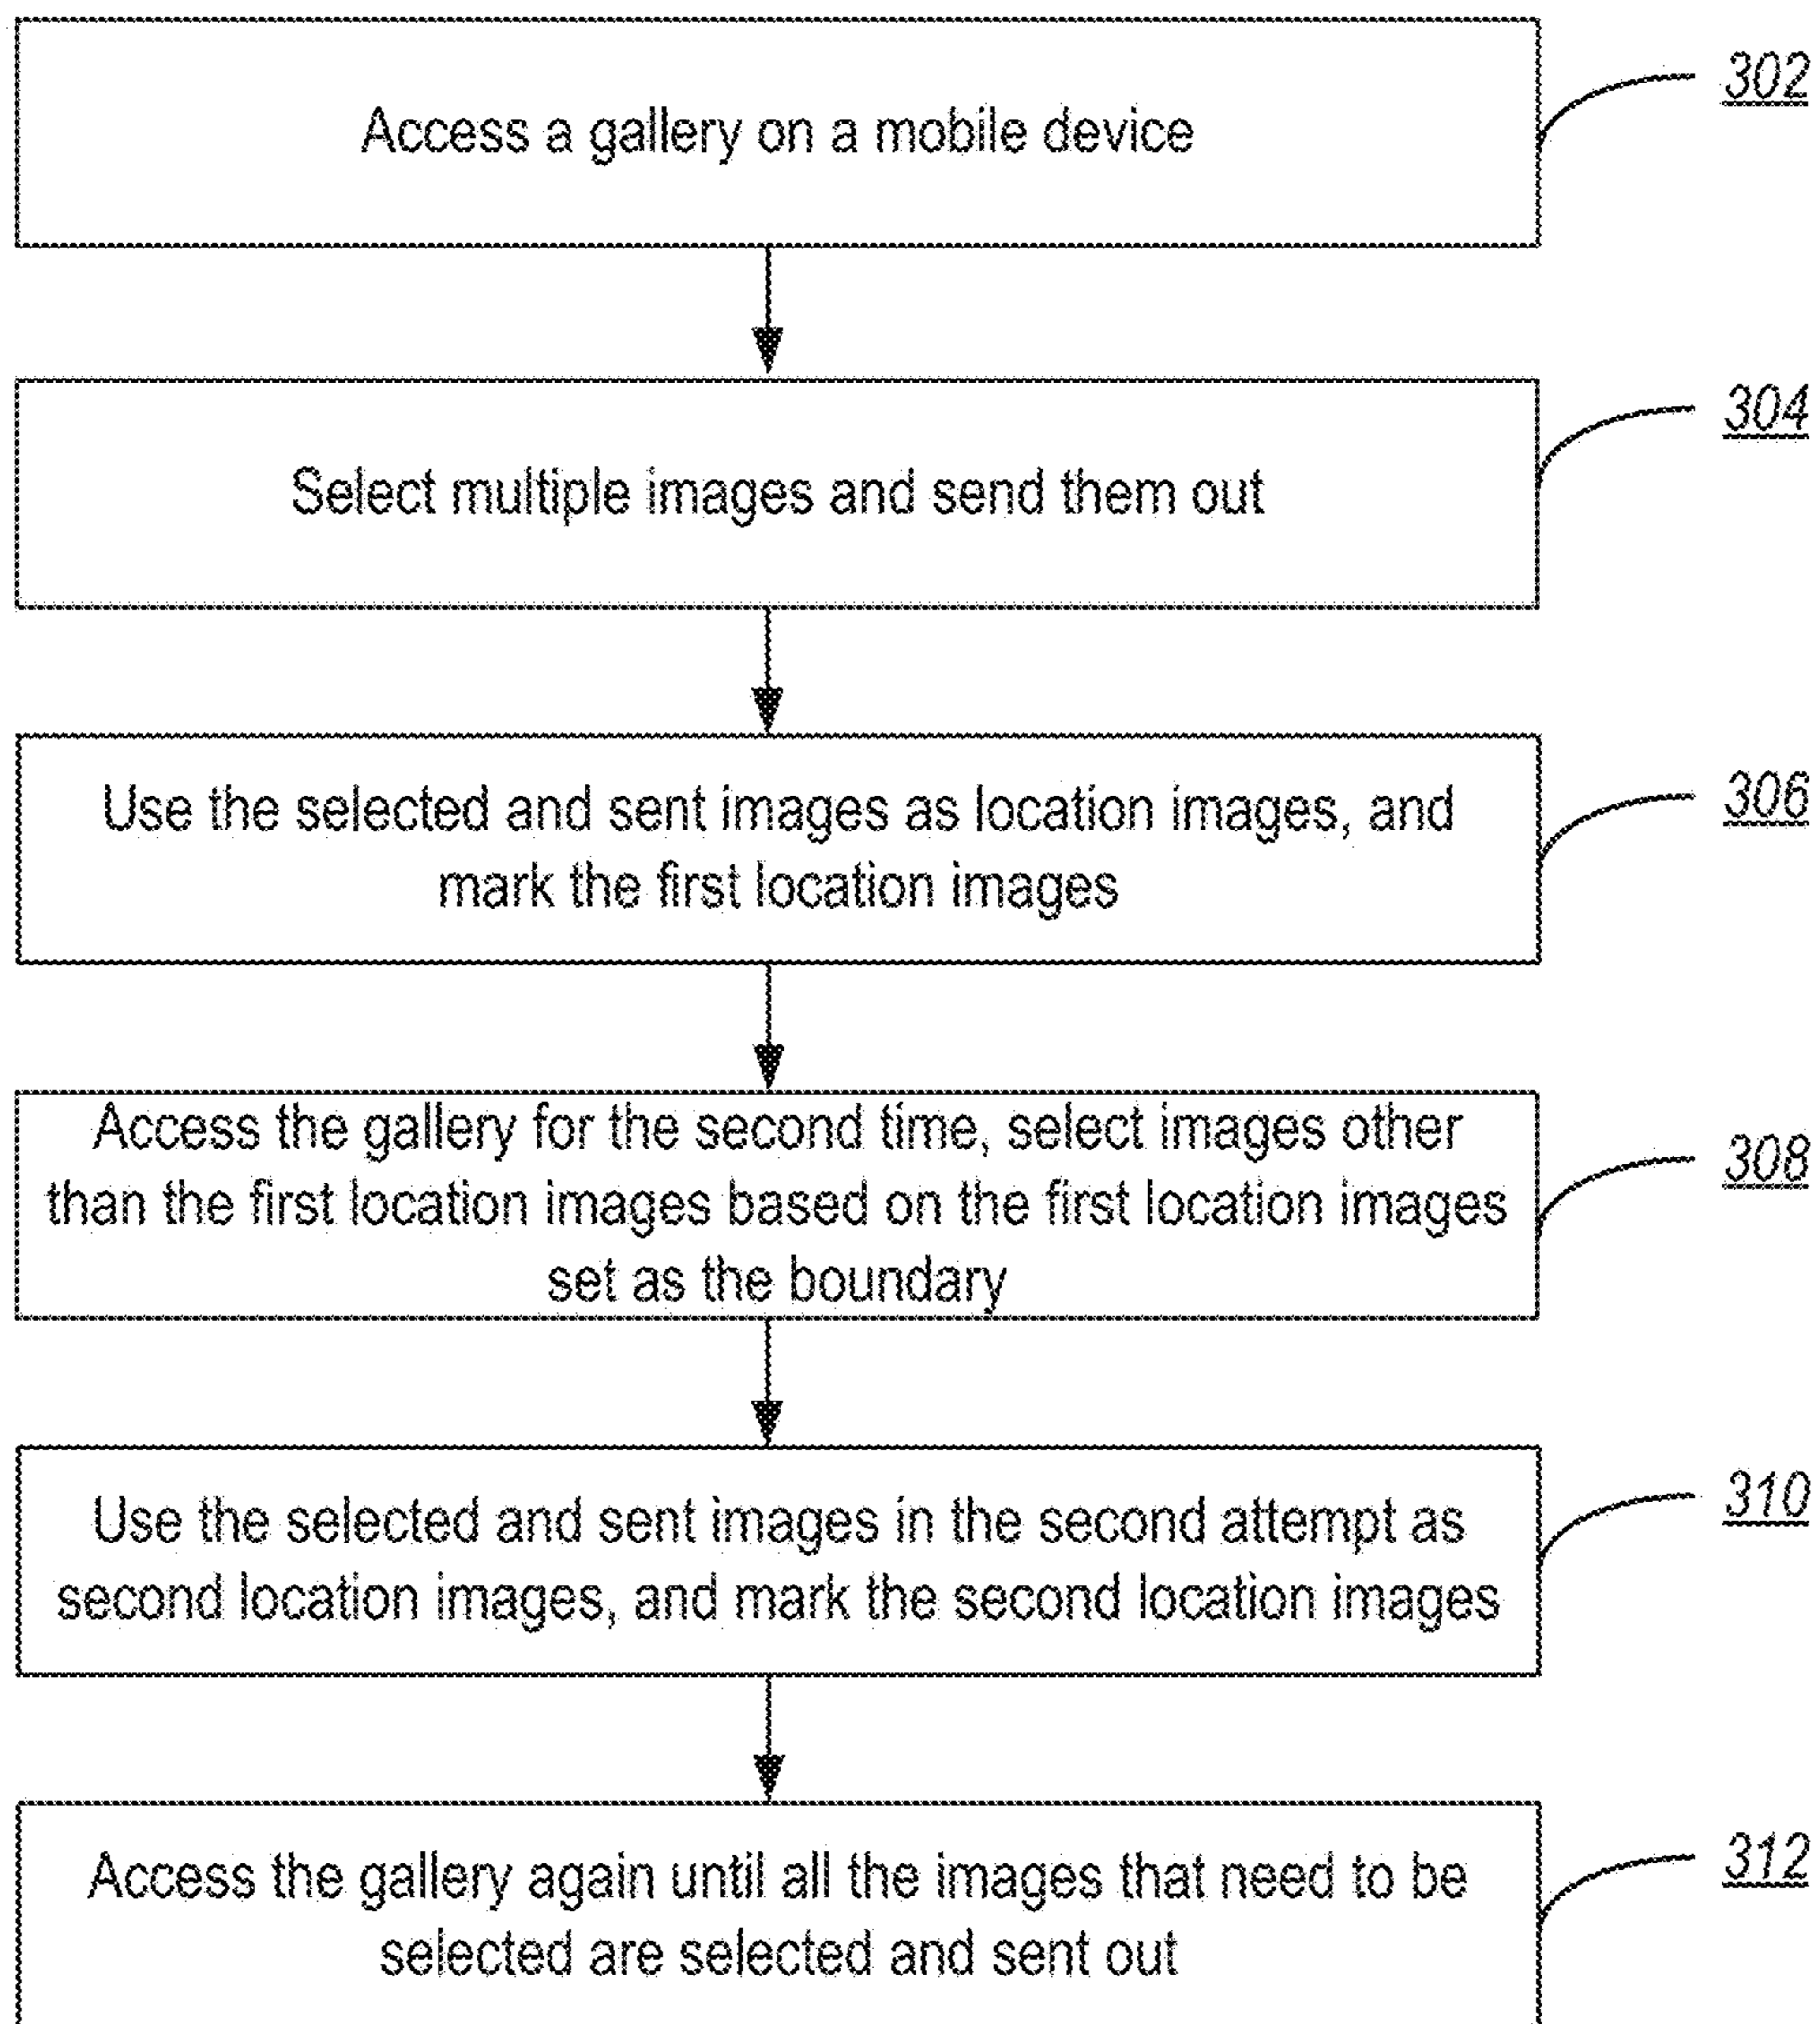 Access a gallery on a mobile device
302
Select multiple images and send them out
304
Use the selected and sent images as location images, and
mark the first location images
306
Access the gallery for the second time, select images other
than the first location images based on the first location images
set as the boundary
308
Use the selected and sent images in the second attempt as
second location images, and mark the second location images
310
Access the gallery again until all the images that need to be
selected are selected and sent out
312